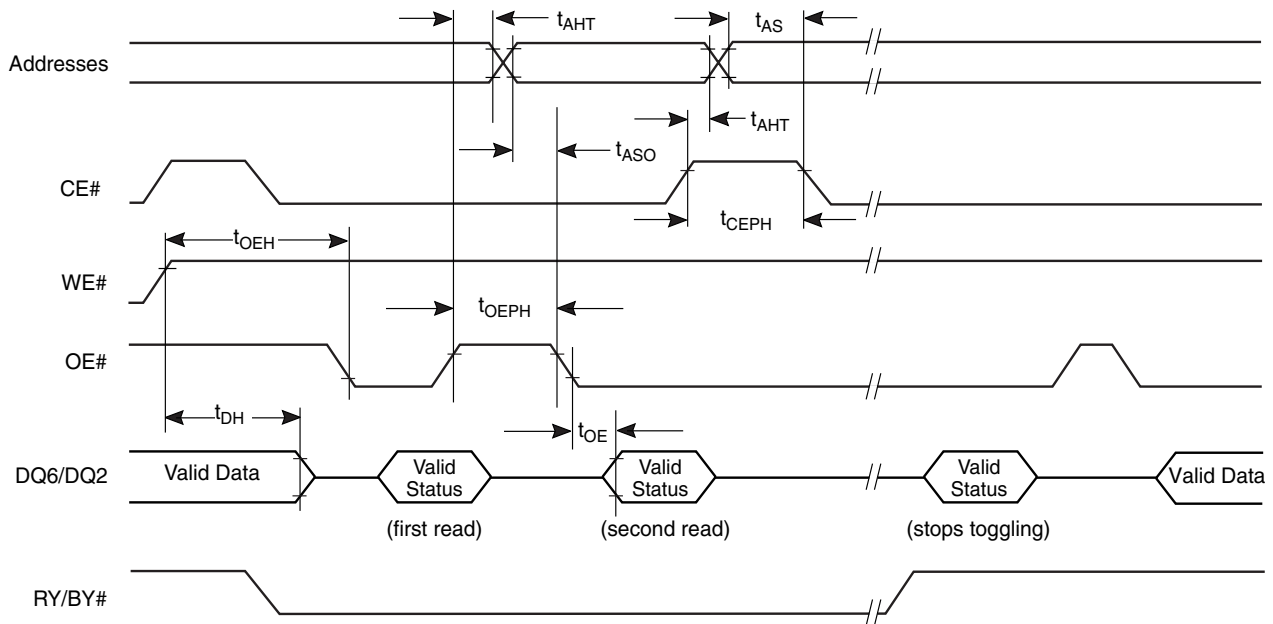 tAHT
tAS
Addresses
tAHT
tASO
CE#
tCEPH
tOEH
WE#
tOEPH
OE#
tDH
tOE
DQ6/DQ2
Valid Data
Valid
Status
Valid
Status
Valid
Status
Valid Data
(first read)
(second read)
(stops toggling)
RY/BY#